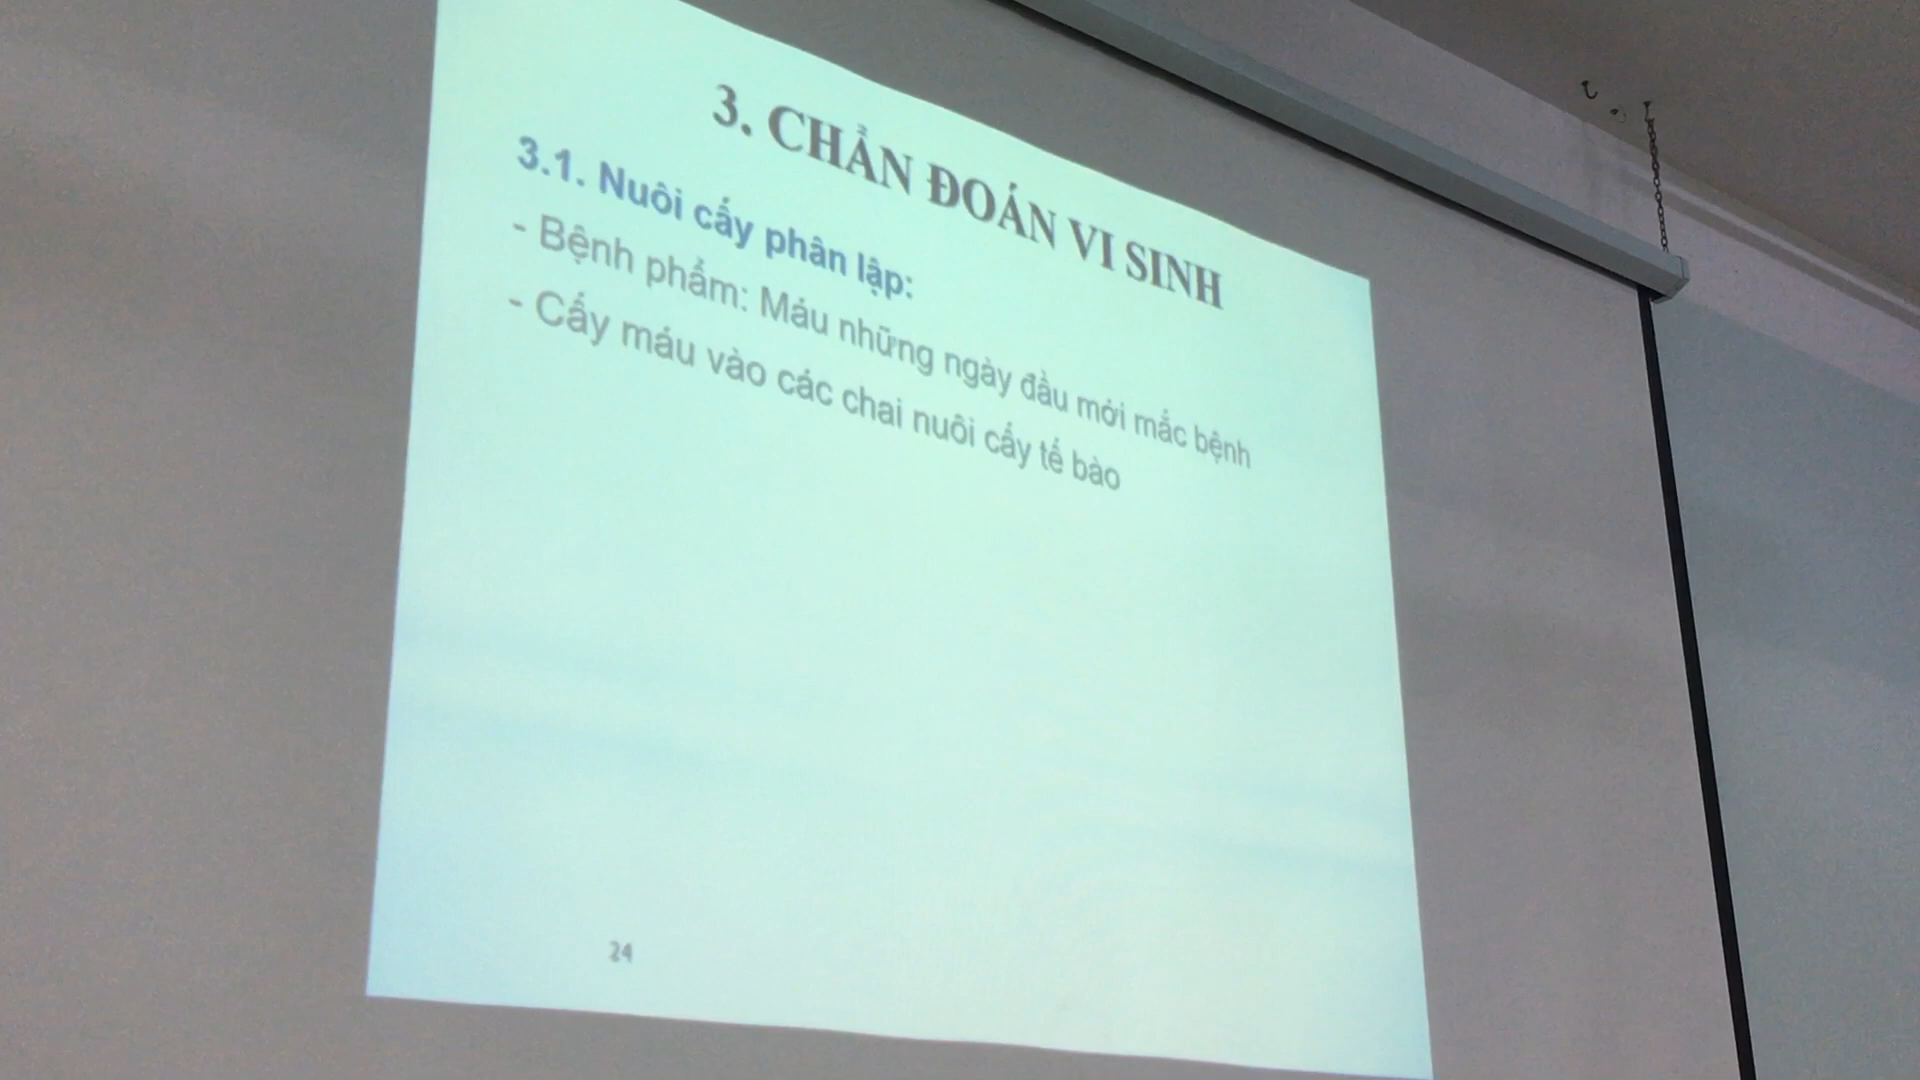 3. CHẨN ĐOÁN VI SINH
3.1. Nuôi cấy phân lập:
- Bệnh phẩm: Máu những ngày đầu mới mắc bệnh
- Cấy máu vào các chai nuôi cấy tế bào
24